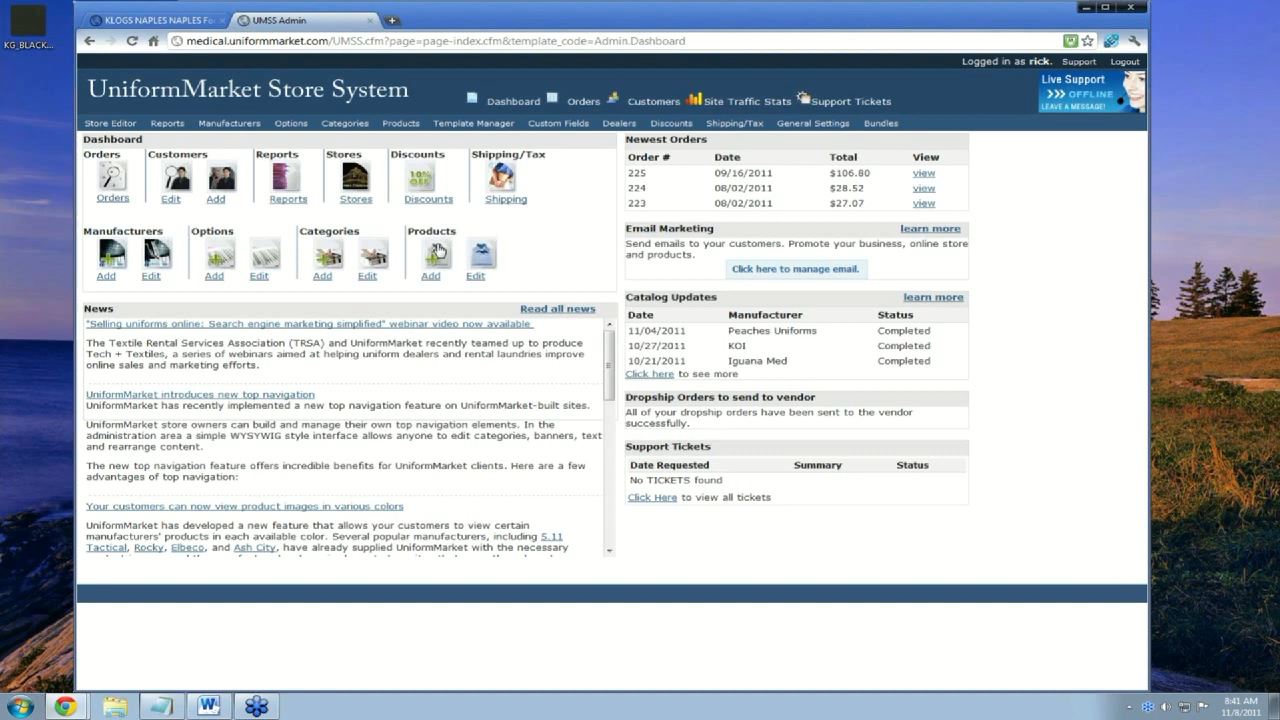 KG_BLACK...
KLOGS NAPLES NAPLES Fo
UMSS Admin
medical.uniformmarket.com/UMSS.cfm?page=page-index.cfm&template_code=Admin.Dashboard
Logged in as rick. Support Logout
UniformMarket Store System
Dashboard Orders Customers Site Traffic Stats Support Tickets
Live Support
>>> OFFLINE
LEAVE A MESSAGE!
Store Editor Reports Manufacturers Options Categories Products Template Manager Custom Fields Dealers Discounts Shipping/Tax General Settings Bundles
Dashboard
Orders Customers Reports Stores Discounts Shipping/Tax
10%
OFF
Orders Edit Add Reports Stores Discounts Shipping
Manufacturers Options Categories Products
Add Edit Add Edit Add Edit Add Edit
News Read all news
"Selling uniforms online: Search engine marketing simplified" webinar video now available
The Textile Rental Services Association (TRSA) and UniformMarket recently teamed up to produce
Tech + Textiles, a series of webinars aimed at helping uniform dealers and rental laundries improve
online sales and marketing efforts.
UniformMarket introduces new top navigation
UniformMarket has recently implemented a new top navigation feature on UniformMarket-built sites.
UniformMarket store owners can build and manage their own top navigation elements. In the
administration area a simple WYSYWIG style interface allows anyone to edit categories, banners, text
and rearrange content.
The new top navigation feature offers incredible benefits for UniformMarket clients. Here are a few
advantages of top navigation:
Your customers can now view product images in various colors
UniformMarket has developed a new feature that allows your customers to view certain
manufacturers' products in each available color. Several popular manufacturers, including 5.11
Tactical, Rocky, Elbeco, and Ash City, have already supplied UniformMarket with the necessary
Newest Orders
Order # Date Total View
225 09/16/2011 $106.80 view
224 08/02/2011 $28.52 view
223 08/02/2011 $27.07 view
Email Marketing learn more
Send emails to your customers. Promote your business, online store
and products.
Click here to manage email.
Catalog Updates learn more
Date Manufacturer Status
11/04/2011 Peaches Uniforms Completed
10/27/2011 KOI Completed
10/21/2011 Iguana Med Completed
Click here to see more
Dropship Orders to send to vendor
All of your dropship orders have been sent to the vendor
successfully.
Support Tickets
Date Requested Summary Status
No TICKETS found
Click Here to view all tickets
8:41 AM
11/8/2011